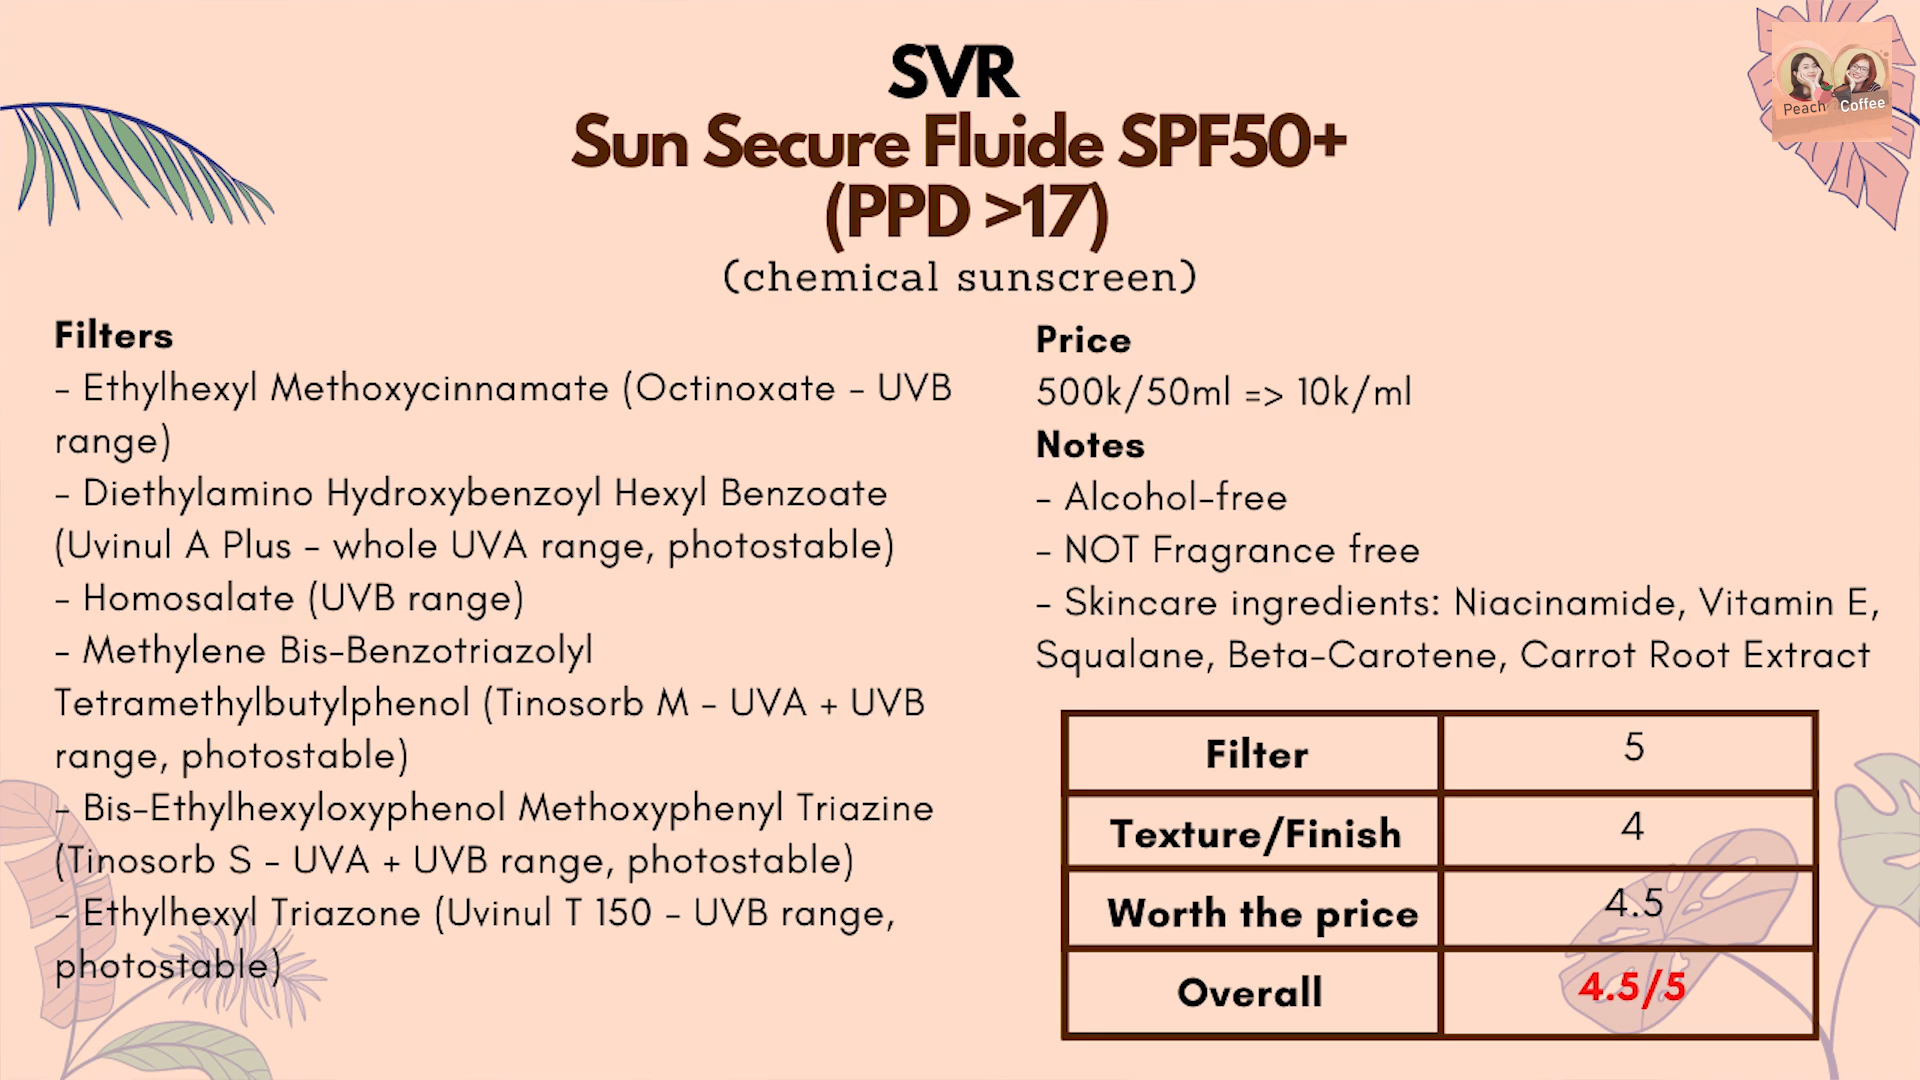 SVR
Sun Secure Fluide SPF50+
(PPD >17)
(chemical sunscreen)
Peach Coffee
Filters
- Ethylhexyl Methoxycinnamate (Octinoxate - UVB
range)
- Diethylamino Hydroxybenzoyl Hexyl Benzoate
(Uvinul A Plus - whole UVA range, photostable)
- Homosalate (UVB range)
- Methylene Bis-Benzotriazolyl
Tetramethylbutylphenol (Tinosorb M - UVA + UVB
range, photostable)
- Bis-Ethylhexyloxyphenol Methoxyphenyl Triazine
(Tinosorb S - UVA + UVB range, photostable)
- Ethylhexyl Triazone (Uvinul T 150 - UVB range,
photostable)
Price
500k/50ml => 10k/ml
Notes
- Alcohol-free
- NOT Fragrance free
- Skincare ingredients: Niacinamide, Vitamin E,
Squalane, Beta-Carotene, Carrot Root Extract
Filter 5
Texture/Finish 4
Worth the price 4.5
Overall 4.5/5